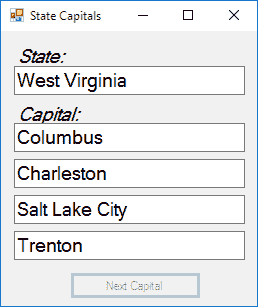 State Capitals
State:
West Virginia
Capital:
Columbus
Charleston
Salt Lake City
Trenton
Next Capital